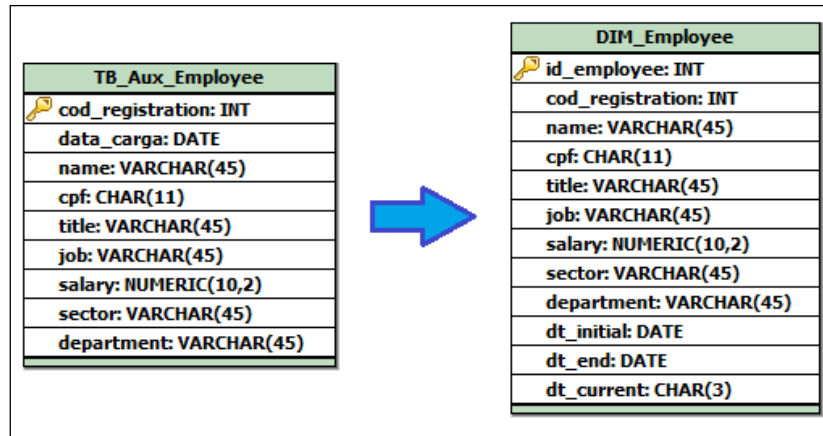 TB_Aux_Employee
cod_registration: INT
data_carga: DATE
name: VARCHAR(45)
cpf: CHAR(11)
title: VARCHAR(45)
job: VARCHAR(45)
salary: NUMERIC(10,2)
sector: VARCHAR(45)
department: VARCHAR(45)
DIM_Employee
id_employee: INT
cod_registration: INT
name: VARCHAR(45)
cpf: CHAR(11)
title: VARCHAR(45)
job: VARCHAR(45)
salary: NUMERIC(10,2)
sector: VARCHAR(45)
department: VARCHAR(45)
dt_initial: DATE
dt_end: DATE
dt_current: CHAR(3)